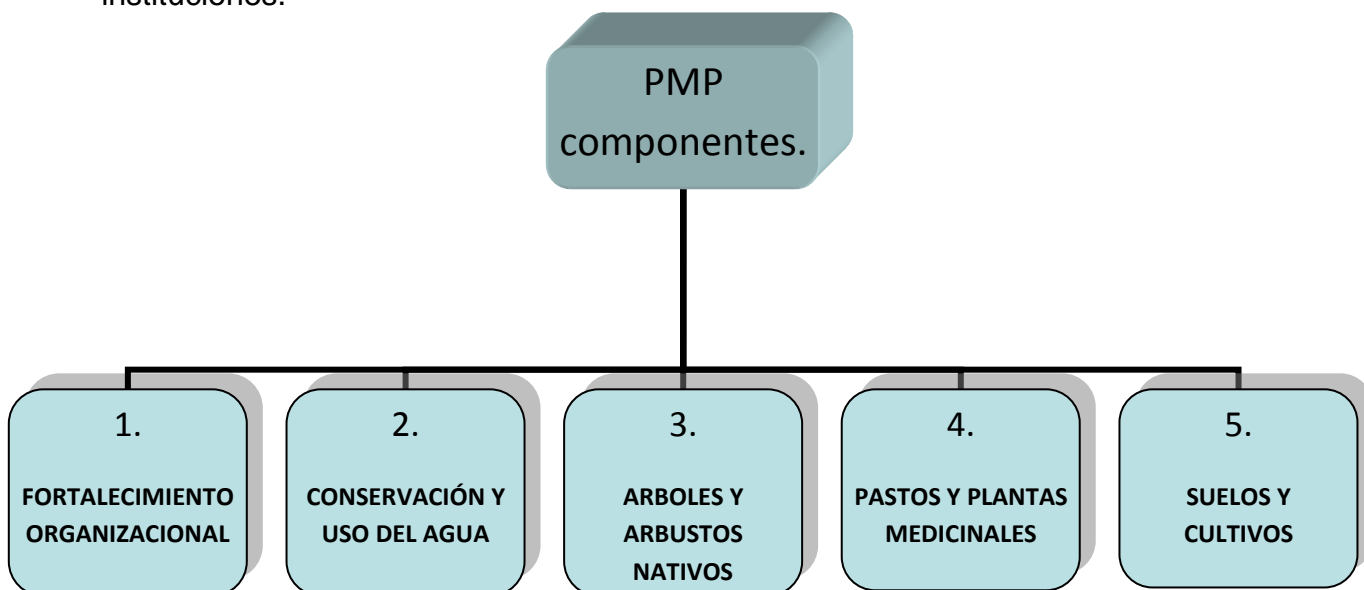 instituciones.
PMP
componentes.
1.
FORTALECIMIENTO
ORGANIZACIONAL
2.
CONSERVACIÓN Y
USO DEL AGUA
3.
ARBOLES Y
ARBUSTOS
NATIVOS
4.
PASTOS Y PLANTAS
MEDICINALES
5.
SUELOS Y
CULTIVOS